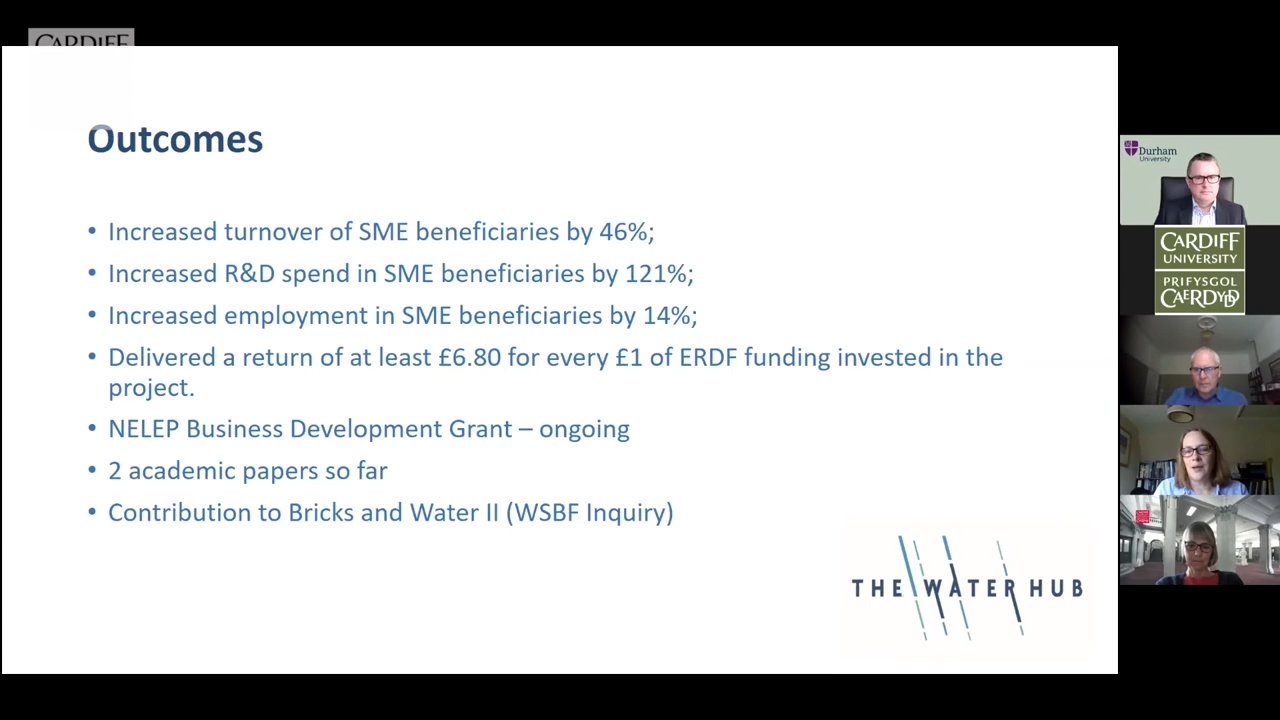 CARDIFF
Outcomes
• Increased turnover of SME beneficiaries by 46%;
• Increased R&D spend in SME beneficiaries by 121%;
• Increased employment in SME beneficiaries by 14%;
• Delivered a return of at least £6.80 for every £1 of ERDF funding invested in the
project.
• NELEP Business Development Grant – ongoing
• 2 academic papers so far
• Contribution to Bricks and Water II (WSBF Inquiry)
THE WATER HUB
Durham
University
CARDIFF
UNIVERSITY
PRIFYSGOL
CAERDYDD